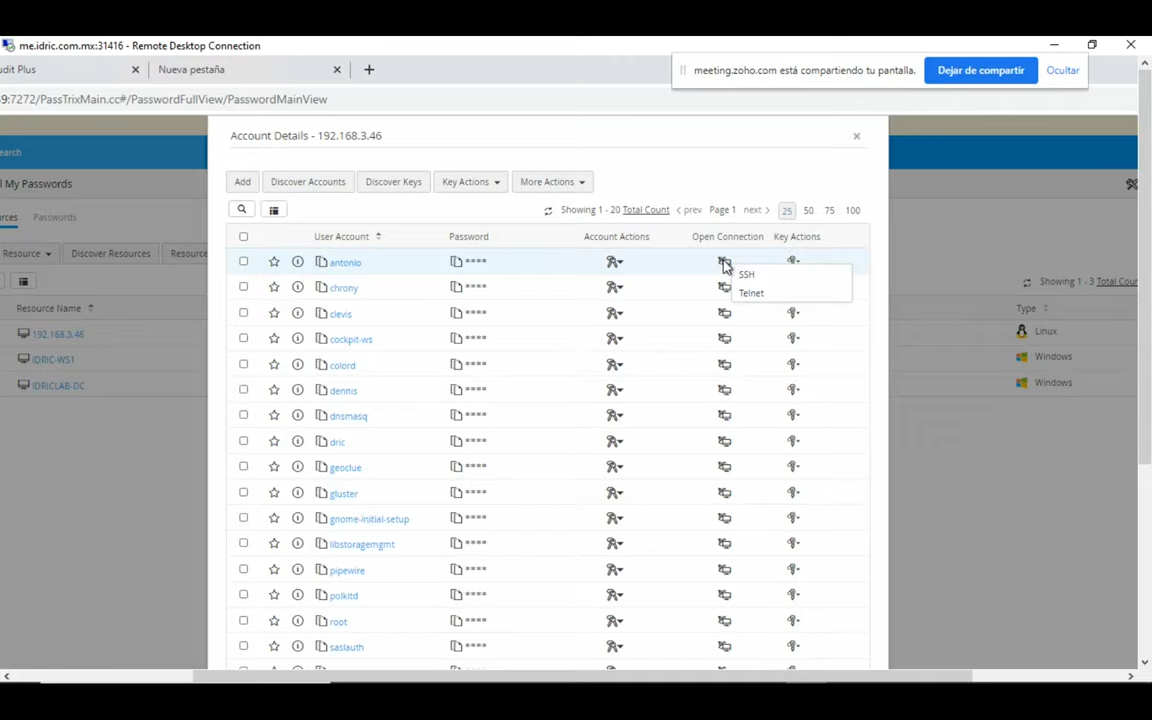 me.idric.com.mx:31416 - Remote Desktop Connection
udit Plus
Nueva pestaña
meeting.zoho.com está compartiendo tu pantalla.
Dejar de compartir
Ocultar
9:7272/PassTrixMain.cc#/PasswordFullView/PasswordMainView
Account Details - 192.168.3.46
earch
Add
Discover Accounts
Discover Keys
Key Actions
More Actions
l My Passwords
Showing 1 - 20 Total Count
< prev
Page 1
next >
25
50
75
100
rces
Passwords
User Account
Password
Account Actions
Open Connection
Key Actions
Resource
Discover Resources
Resource
antonio
****
SSH
Telnet
chrony
****
Showing 1 - 3 Total Cour
Resource Name
Type
clevis
****
192.168.3.46
Linux
cockpit-ws
****
IDRIC-WS1
Windows
colord
****
IDRICLAB-DC
Windows
dennis
****
dnsmasq
****
dric
****
geoclue
****
gluster
****
gnome-initial-setup
****
libstoragemgmt
****
pipewire
****
polkitd
****
root
****
saslauth
****